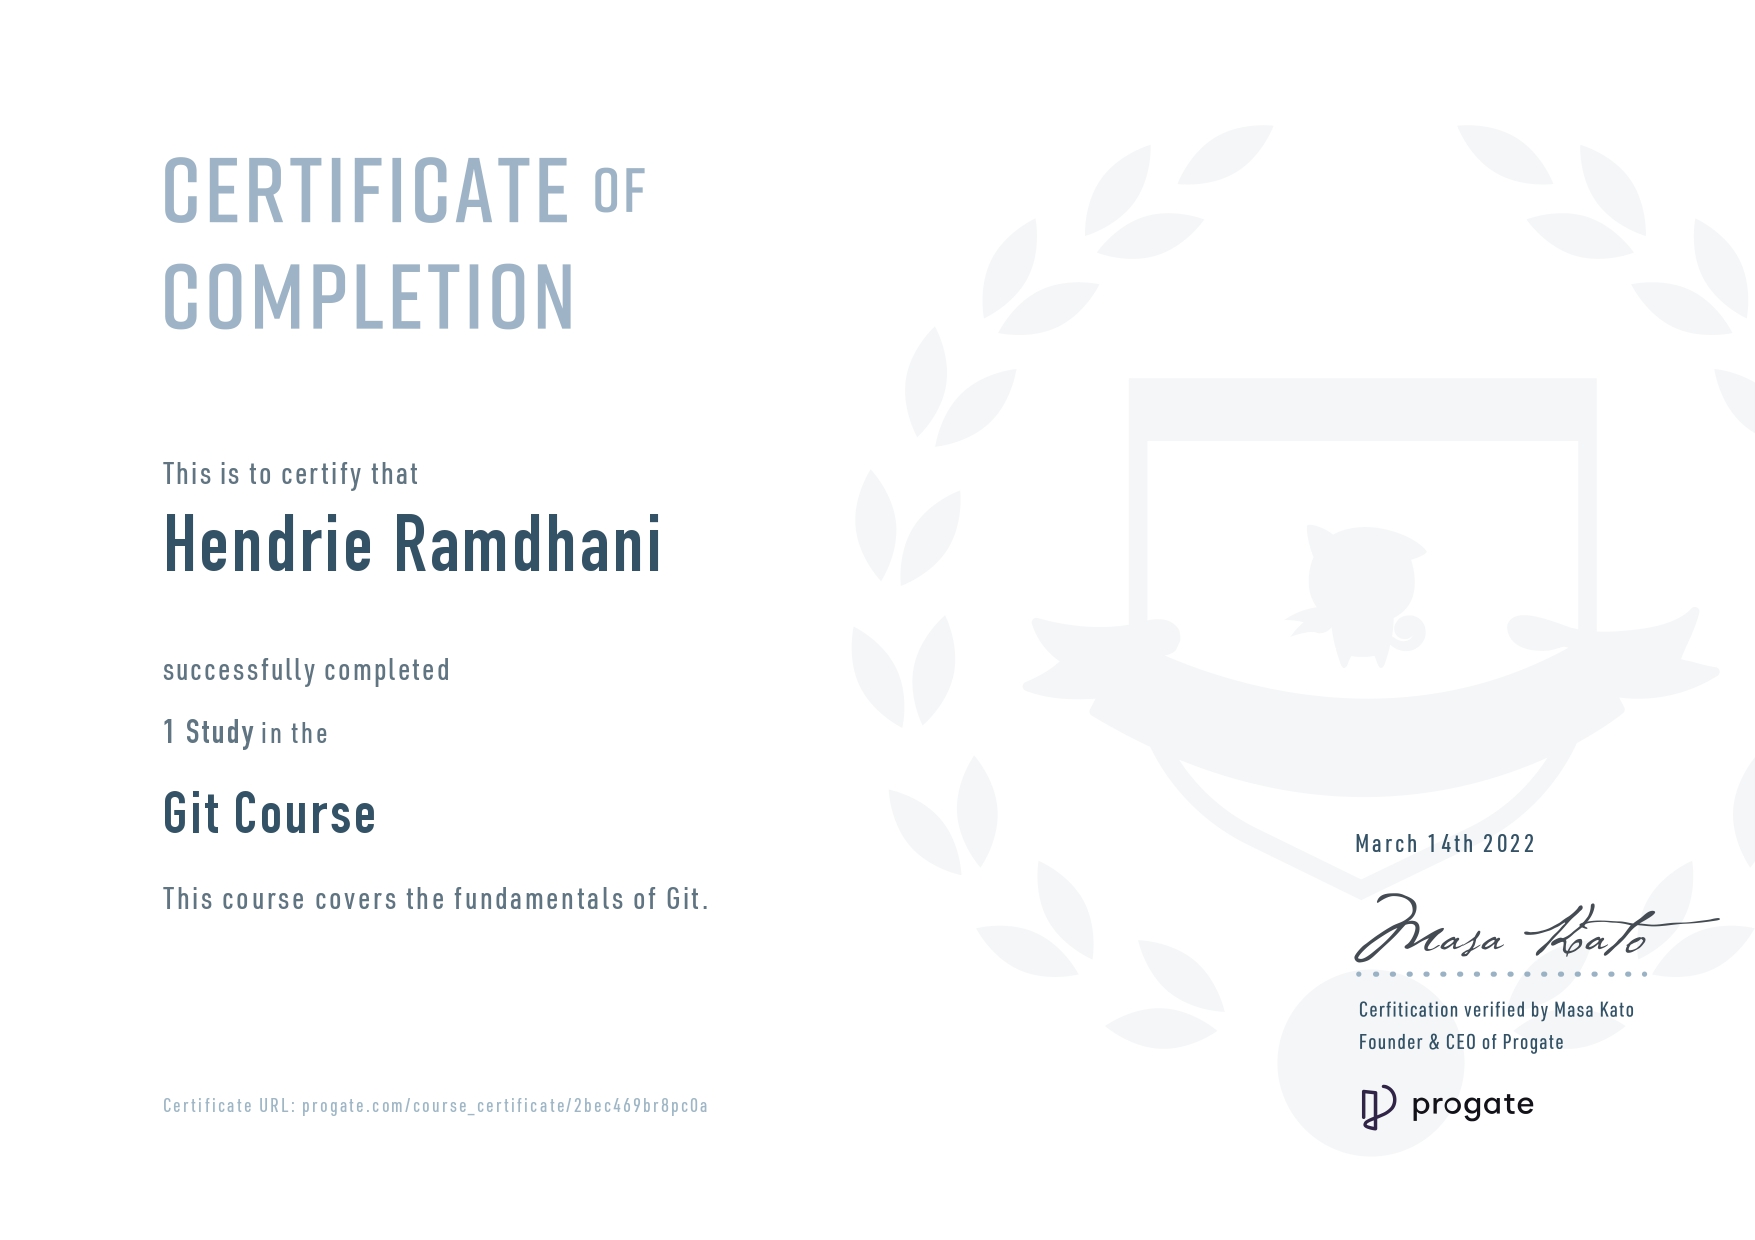 CERTIFICATE OF
COMPLETION
This is to certify that
Hendrie Ramdhani
successfully completed
1 Study in the
Git Course
This course covers the fundamentals of Git.
March 14th 2022
Masa Kato
Cerfitication verified by Masa Kato
Founder & CEO of Progate
progate
Certificate URL: progate.com/course_certificate/2bec469br8pc0a